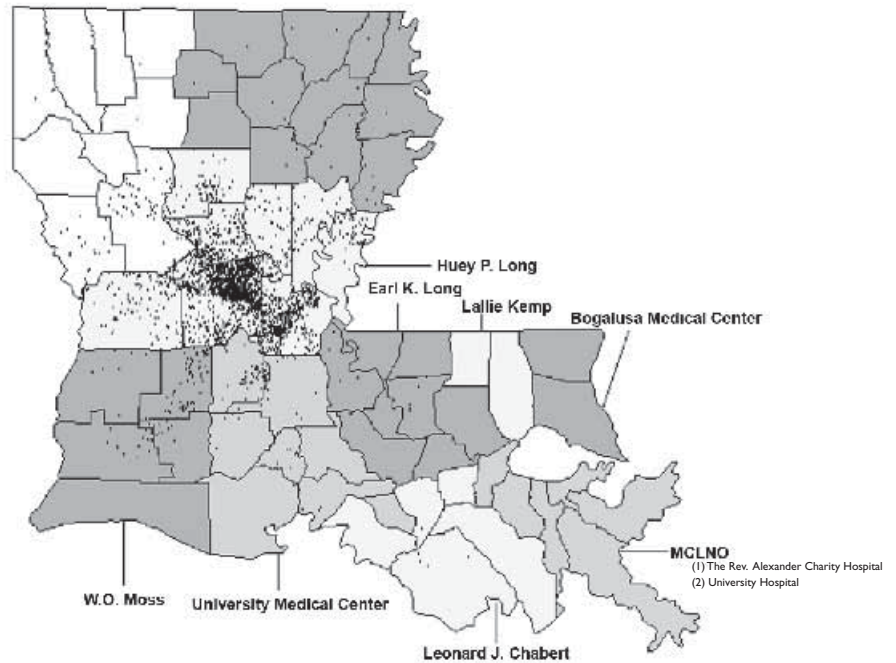 Huey P. Long
Earl K. Long
Lallie Kemp
Bogalusa Medical Center
MCLNO
(1) The Rev. Alexander Charity Hospital
(2) University Hospital
W.O. Moss
University Medical Center
Leonard J. Chabert